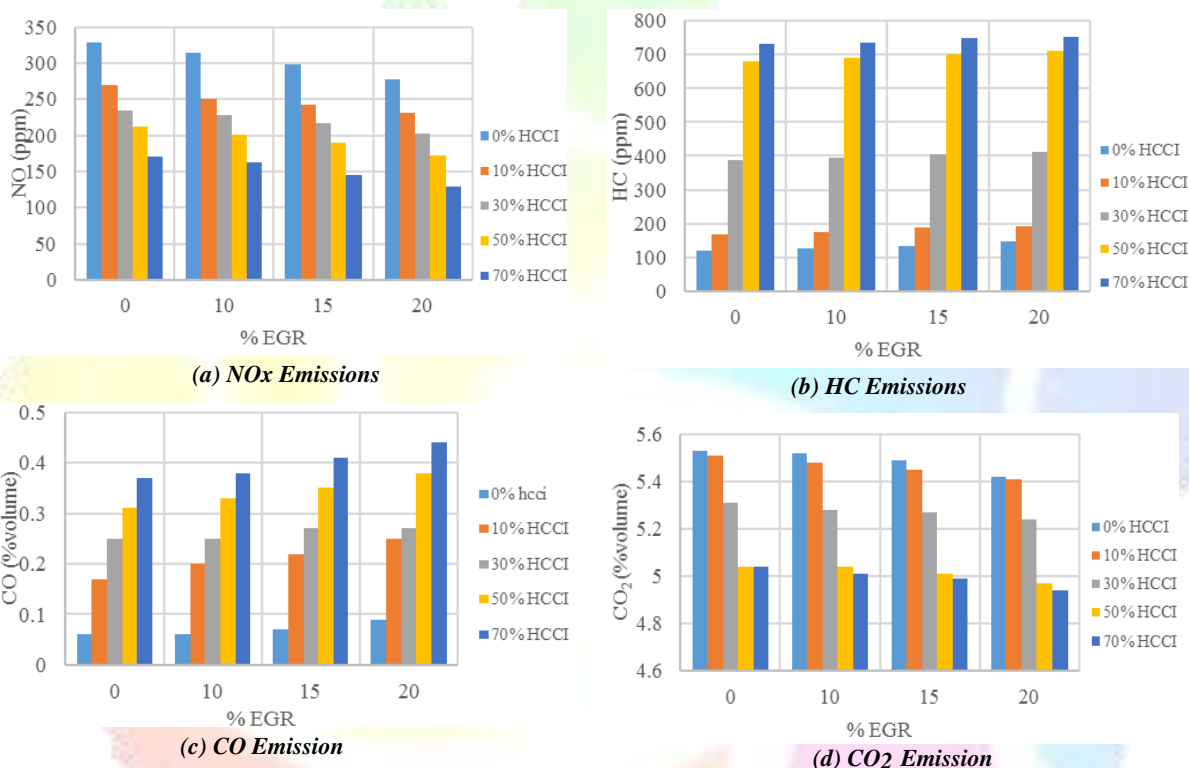 350
300
250
200
150
100
50
0
NO (ppm)
0 10 15 20
% EGR
0% HCCI
10% HCCI
30% HCCI
50% HCCI
70% HCCI
(a) NOx Emissions
800
700
600
500
400
300
200
100
0
HC (ppm)
0 10 15 20
% EGR
0% HCCI
10% HCCI
30% HCCI
50% HCCI
70% HCCI
(b) HC Emissions
0.5
0.4
0.3
0.2
0.1
0
CO (%volume)
0 10 15 20
% EGR
0% hcci
10% HCCI
30% HCCI
50% HCCI
70% HCCI
(c) CO Emission
5.6
5.4
5.2
5
4.8
4.6
CO₂ (%volume)
0 10 15 20
% EGR
0% HCCI
10% HCCI
30% HCCI
50% HCCI
70% HCCI
(d) CO2 Emission